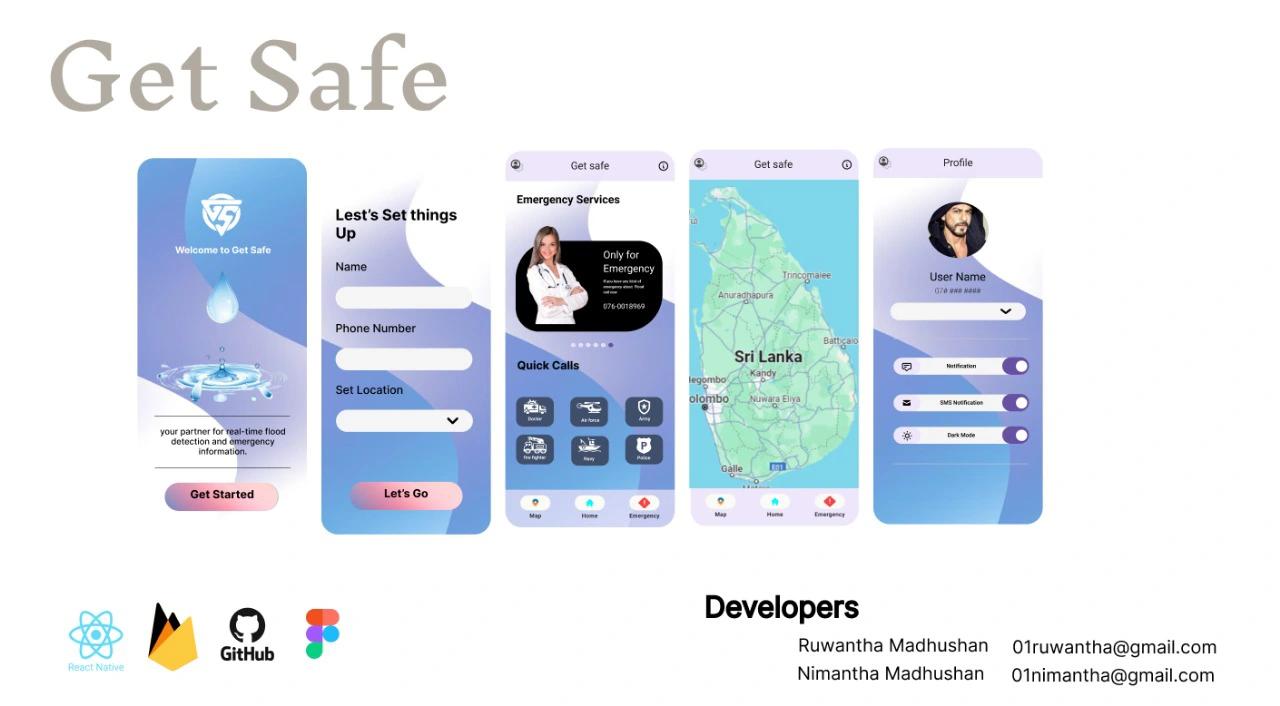 Get Safe
Welcome to Get Safe
your partner for real-time flood
detection and emergency
information.
Get Started
Lest's Set things
Up
Name
Phone Number
Set Location
Let's Go
Get safe
Emergency Services
Only for
Emergency
076-0018969
Quick Calls
Doctor
Air force
Army
Fire fighter
Navy
Police
Map
Home
Emergency
Get safe
Trincomalee
Anuradhapura
Batticalo
Sri Lanka
Kandy
legombo
olombo
Nuwara Eliya
Galle
E01
Map
Home
Emergency
Profile
User Name
07# ### ####
Notification
SMS Notification
Dark Mode
React Native
GitHub
Developers
Ruwantha Madhushan 01ruwantha@gmail.com
Nimantha Madhushan 01nimantha@gmail.com